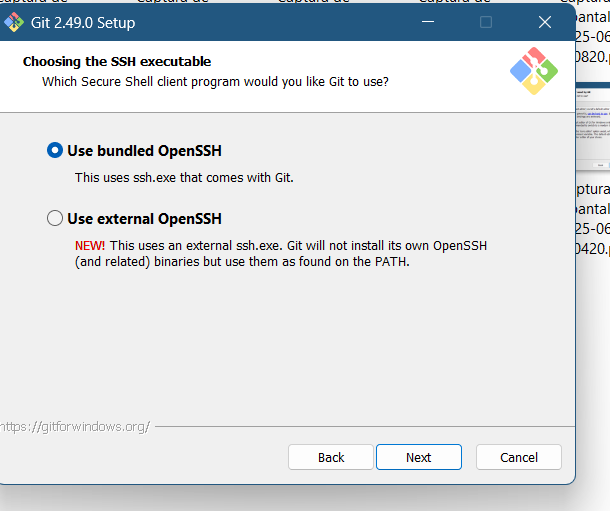 Captura de
Captura de
Captura de
Captura de
Git 2.49.0 Setup
Choosing the SSH executable
Which Secure Shell client program would you like Git to use?
Use bundled OpenSSH
This uses ssh.exe that comes with Git.
Use external OpenSSH
NEW! This uses an external ssh.exe. Git will not install its own OpenSSH
(and related) binaries but use them as found on the PATH.
https://gitforwindows.org/
Back
Next
Cancel
pantal
25-06
0820.p
aptura
pantal
25-06
0420.p